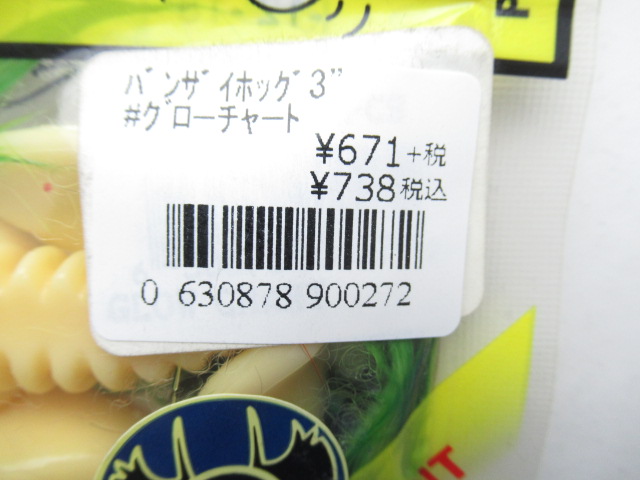 ﾊﾞﾝｻﾞｲﾎｯｸﾞ3"
#グローチャート
¥671+税
¥738税込
0 630878 900272